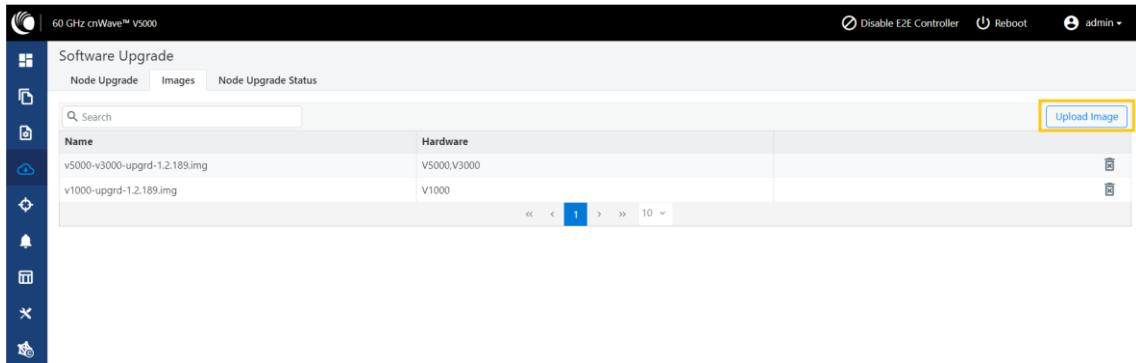 60 GHz cnWave™ V5000 Disable E2E Controller Reboot admin
Software Upgrade
Node Upgrade Images Node Upgrade Status
Search Upload Image
Name Hardware
v5000-v3000-upgrd-1.2.189.img V5000,V3000
v1000-upgrd-1.2.189.img V1000
« ‹ 1 › » 10